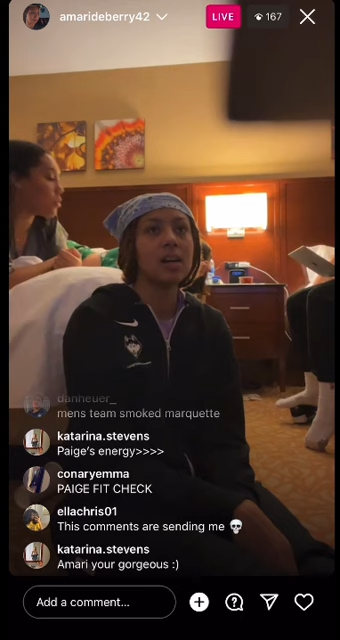 amarideberry42
LIVE
167
danheuer_
mens team smoked marquette
katarina.stevens
Paige's energy>>>>
conaryemma
PAIGE FIT CHECK
ellachris01
This comments are sending me 💀
katarina.stevens
Amari your gorgeous :)
Add a comment...